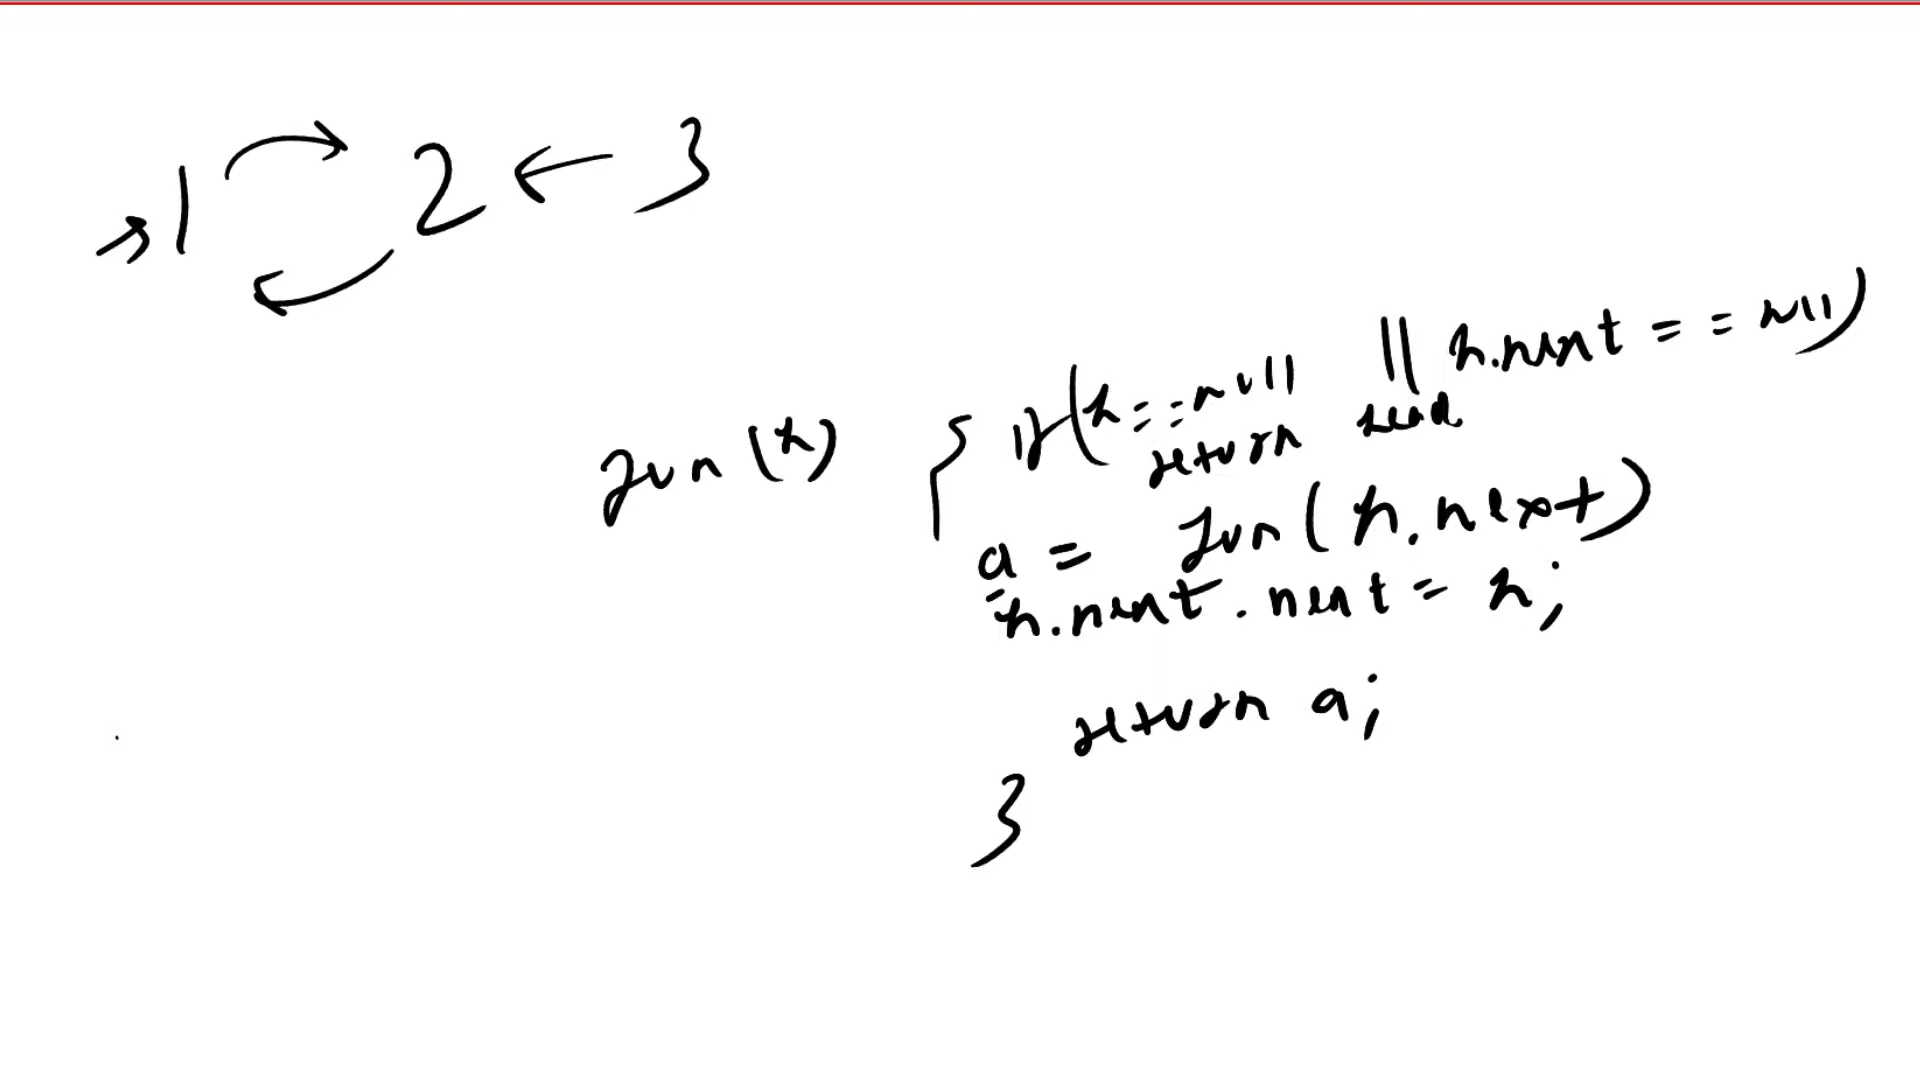 1 2 ← 3
fun (h) { if (h == null || h.next == null)
return head
a = fun (h.next)
h.next.next = h;
return a;
}